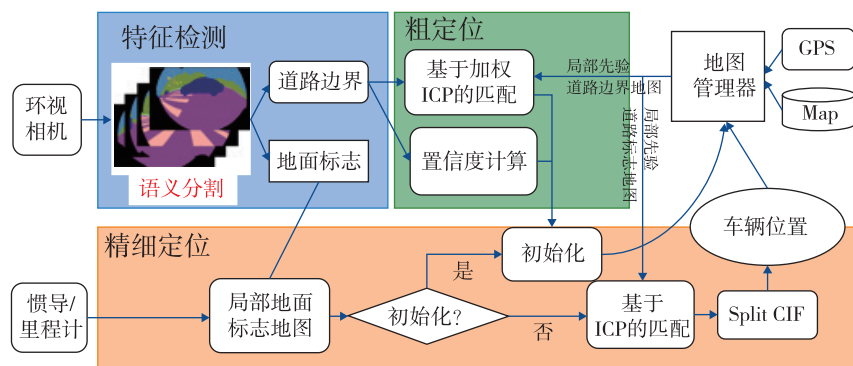 特征检测
粗定位
环视
相机
语义分割
道路边界
地面标志
基于加权
ICP的匹配
置信度计算
局部先验
道路边界地图
局部先验
道路标志地图
地图
管理器
GPS
Map
精细定位
惯导/
里程计
局部地面
标志地图
初始化?
是
否
初始化
基于
ICP的匹配
Split CIF
车辆位置